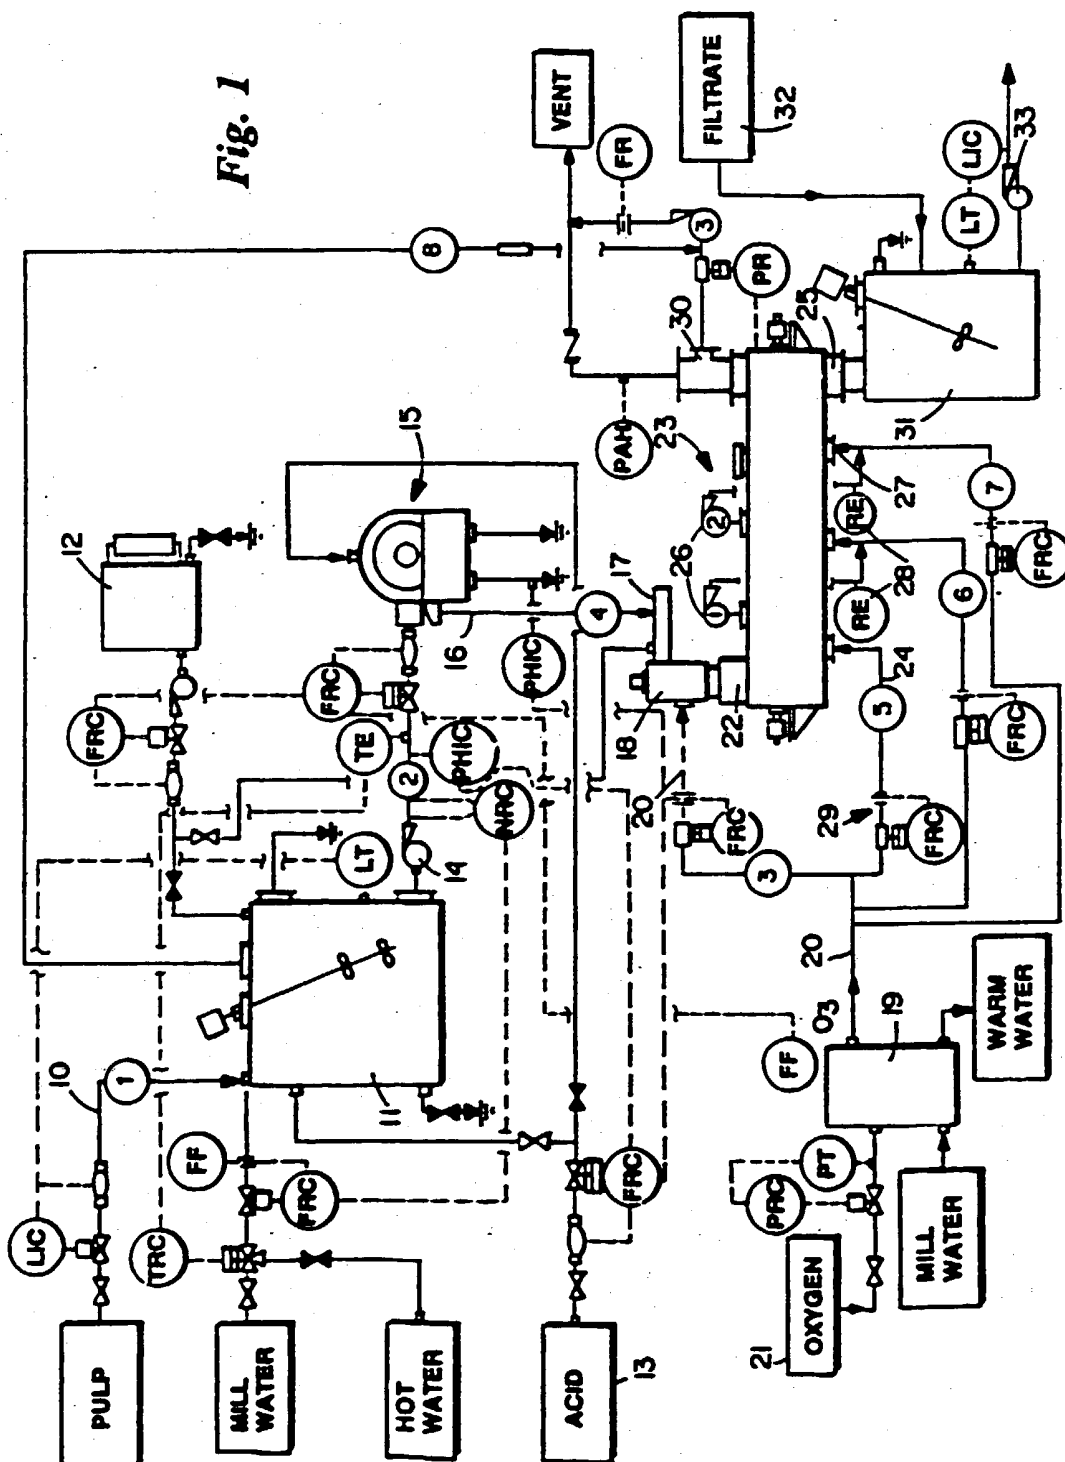 Fig. 1
PULP
MILL
WATER
HOT
WATER
ACID
13
LIC
TRC
10
1
FF
FRC
11
FRC
12
FRC
LT
14
TE
FRC
2
PHIC
NRC
15
16
PHIC
4
17
8
VENT
FR
3
PR
30
PAH
FILTRATE
32
LIC
LT
33
25
31
23
26
1
2
18
22
20
FRC
3
RE
RE
28
27
24
5
29
FRC
6
FRC
7
FRC
20
O3
19
FF
PT
PRC
OXYGEN
21
MILL
WATER
WARM
WATER